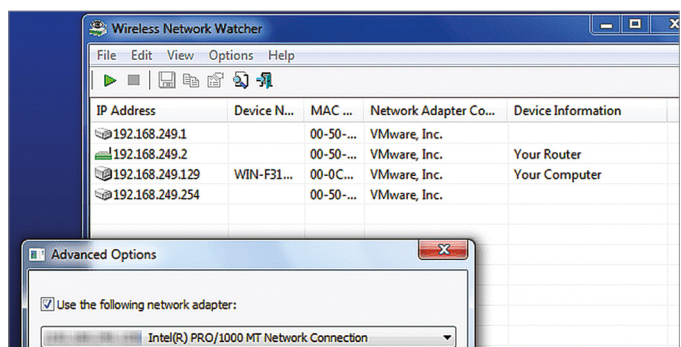 Wireless Network Watcher
File Edit View Options Help
IP Address Device N... MAC ... Network Adapter Co... Device Information
192.168.249.1 00-50-... VMware, Inc.
192.168.249.2 00-50-... VMware, Inc. Your Router
192.168.249.129 WIN-F31... 00-0C... VMware, Inc. Your Computer
192.168.249.254 00-50-... VMware, Inc.
Advanced Options
Use the following network adapter:
Intel(R) PRO/1000 MT Network Connection